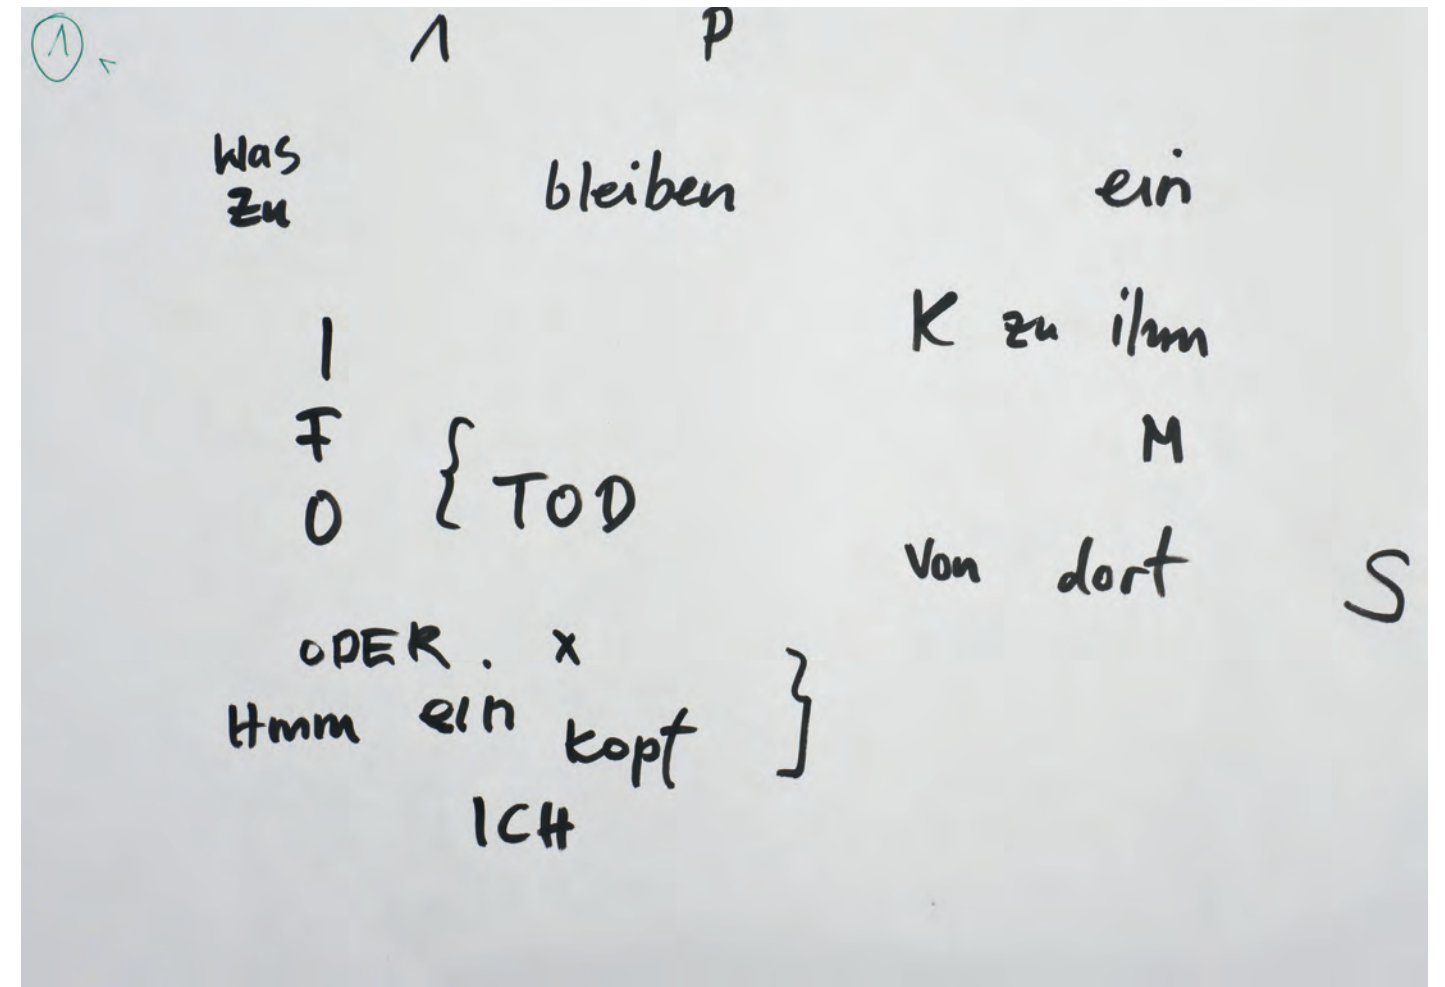 1.
1 P
Was
zu bleiben ein
K zu ihm
I
F M
O { TOD
von dort S
ODER. x
Hmm ein Kopf }
ICH